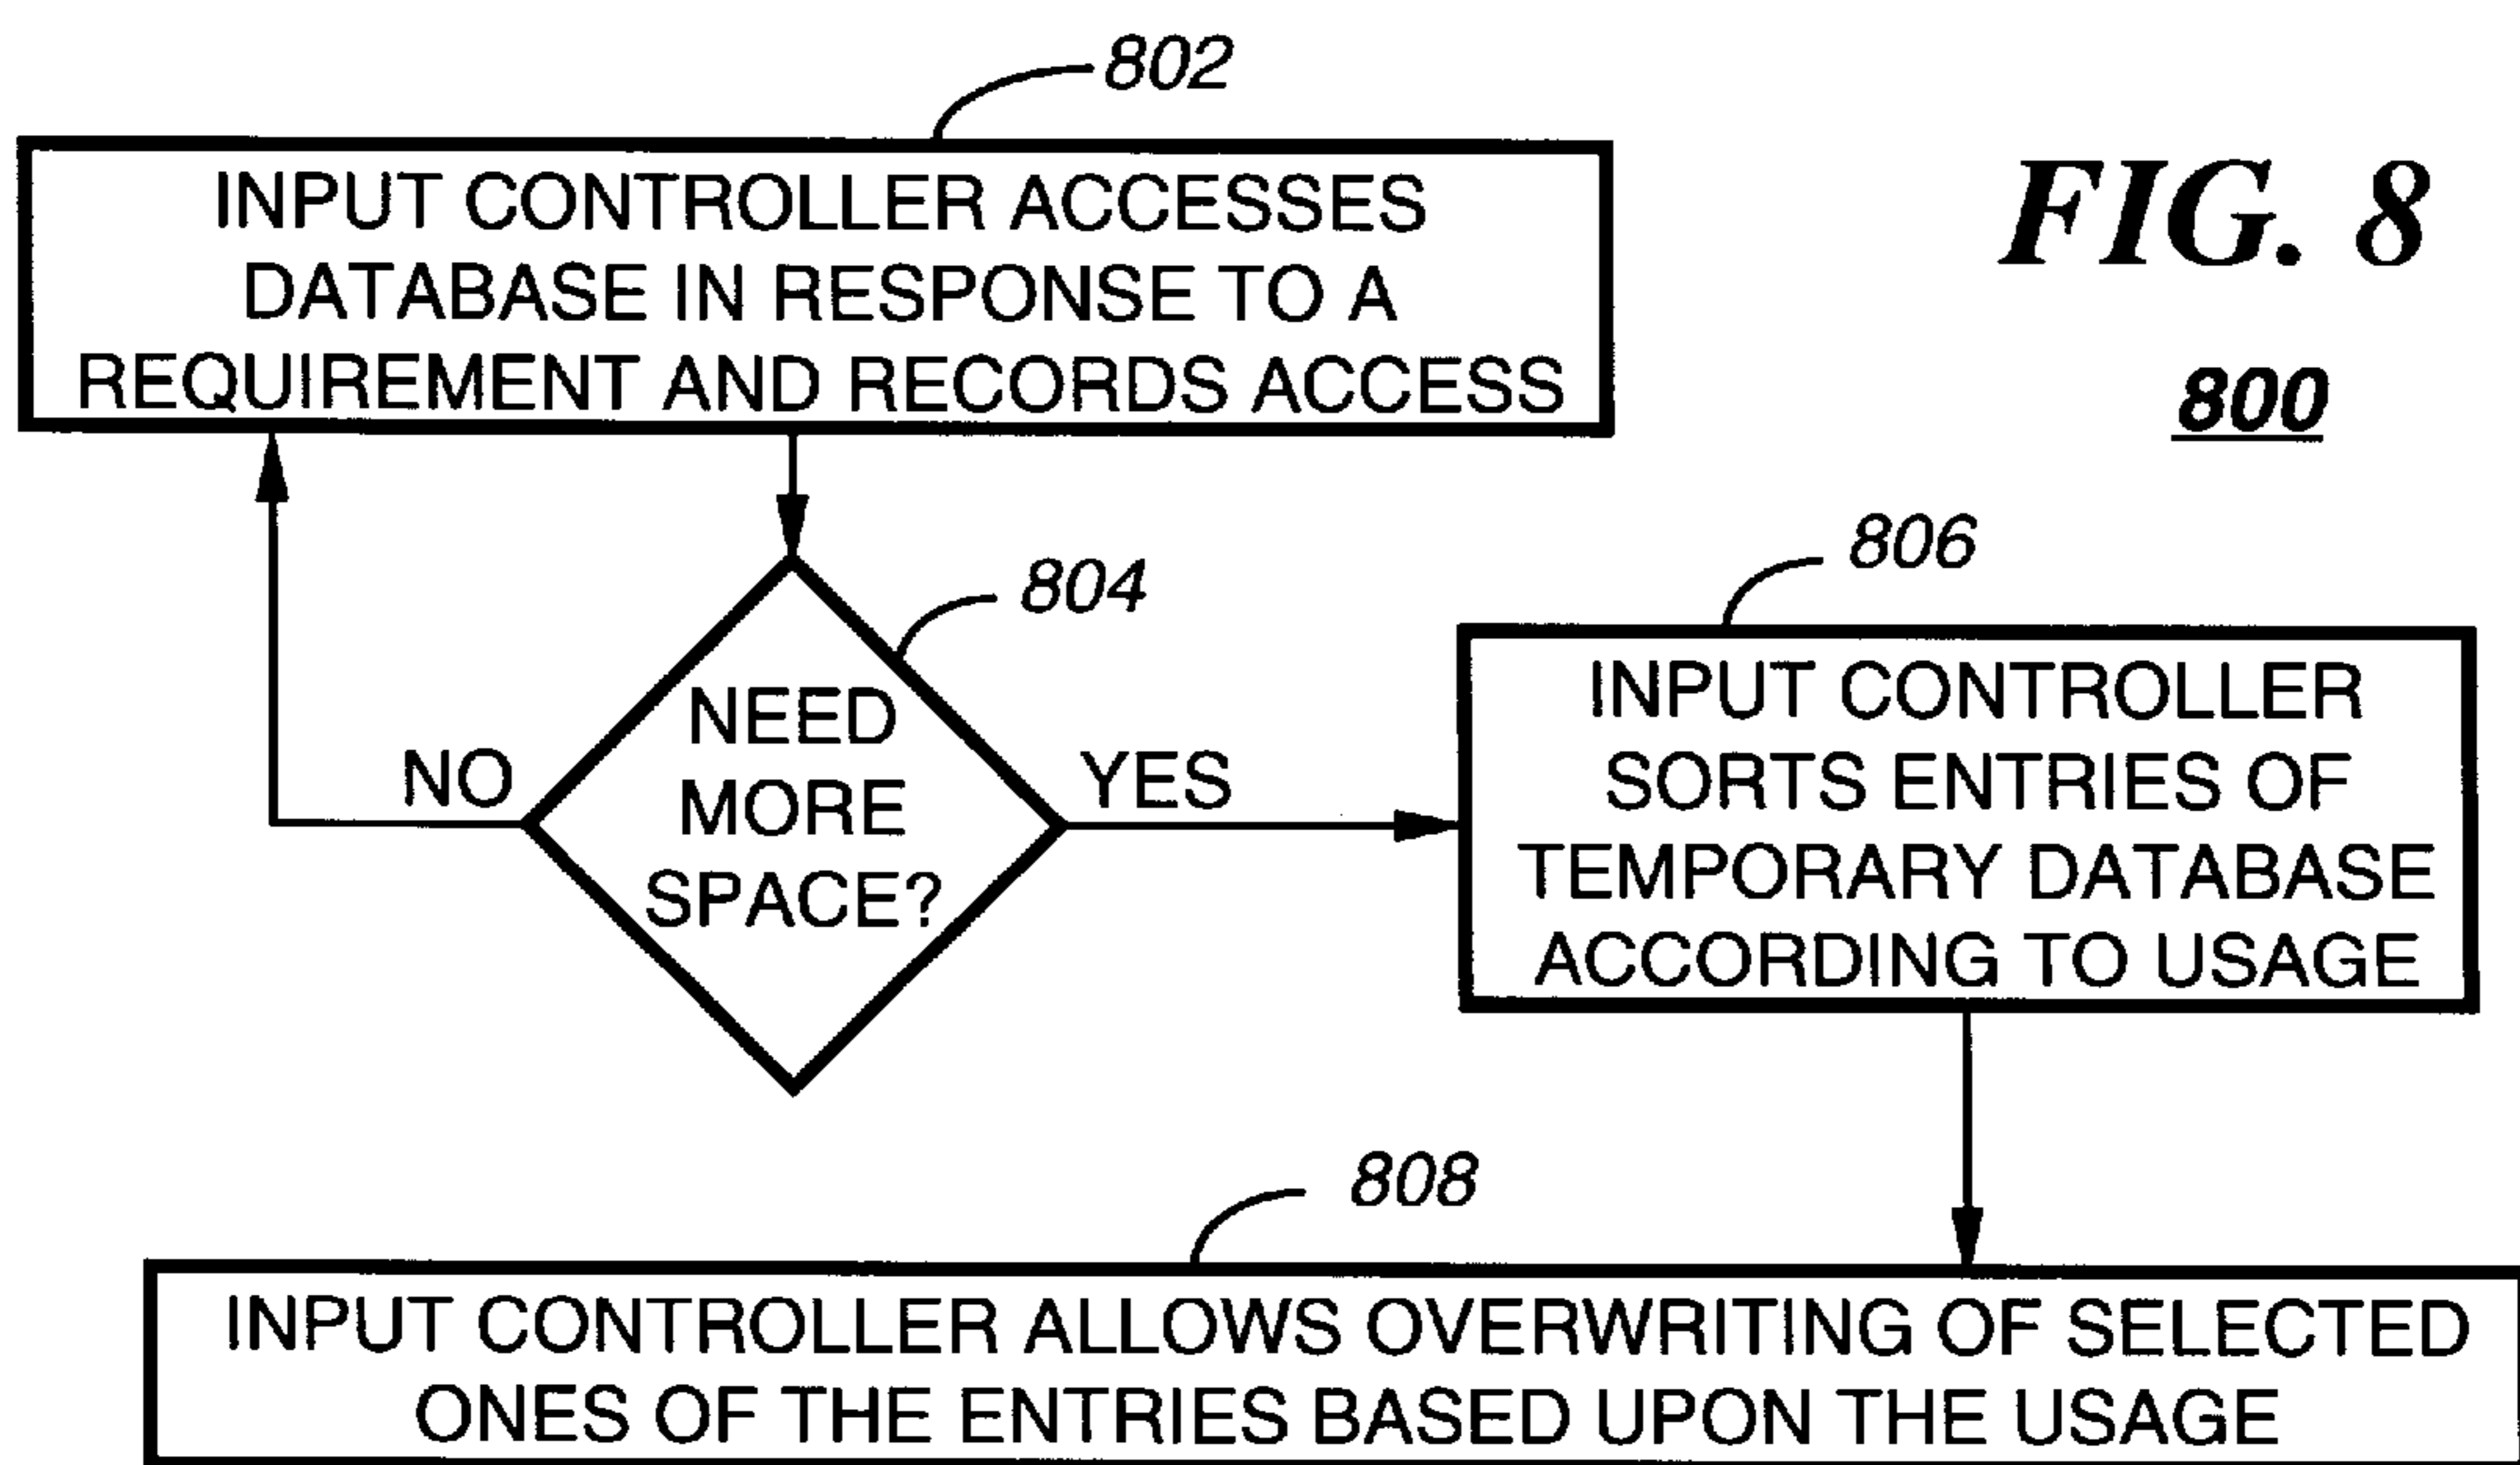 802
INPUT CONTROLLER ACCESSES
DATABASE IN RESPONSE TO A
REQUIREMENT AND RECORDS ACCESS
FIG. 8
800
804
NEED
MORE
SPACE?
NO
YES
806
INPUT CONTROLLER
SORTS ENTRIES OF
TEMPORARY DATABASE
ACCORDING TO USAGE
808
INPUT CONTROLLER ALLOWS OVERWRITING OF SELECTED
ONES OF THE ENTRIES BASED UPON THE USAGE